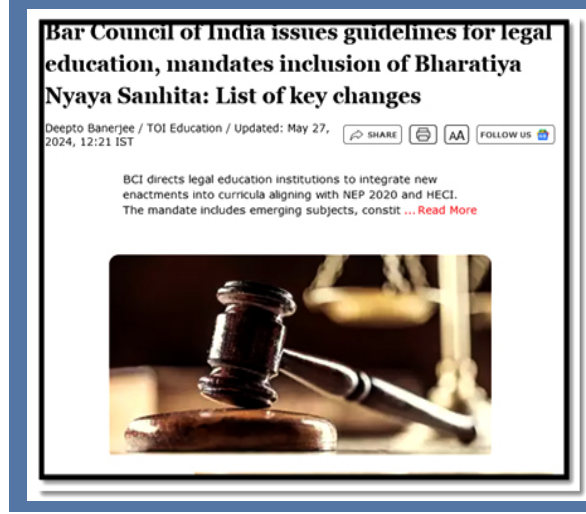 Bar Council of India issues guidelines for legal
education, mandates inclusion of Bharatiya
Nyaya Sanhita: List of key changes
Deepto Banerjee / TOI Education / Updated: May 27,
2024, 12:21 IST
SHARE
AA
FOLLOW US
BCI directs legal education institutions to integrate new
enactments into curricula aligning with NEP 2020 and HECI.
The mandate includes emerging subjects, constit ... Read More